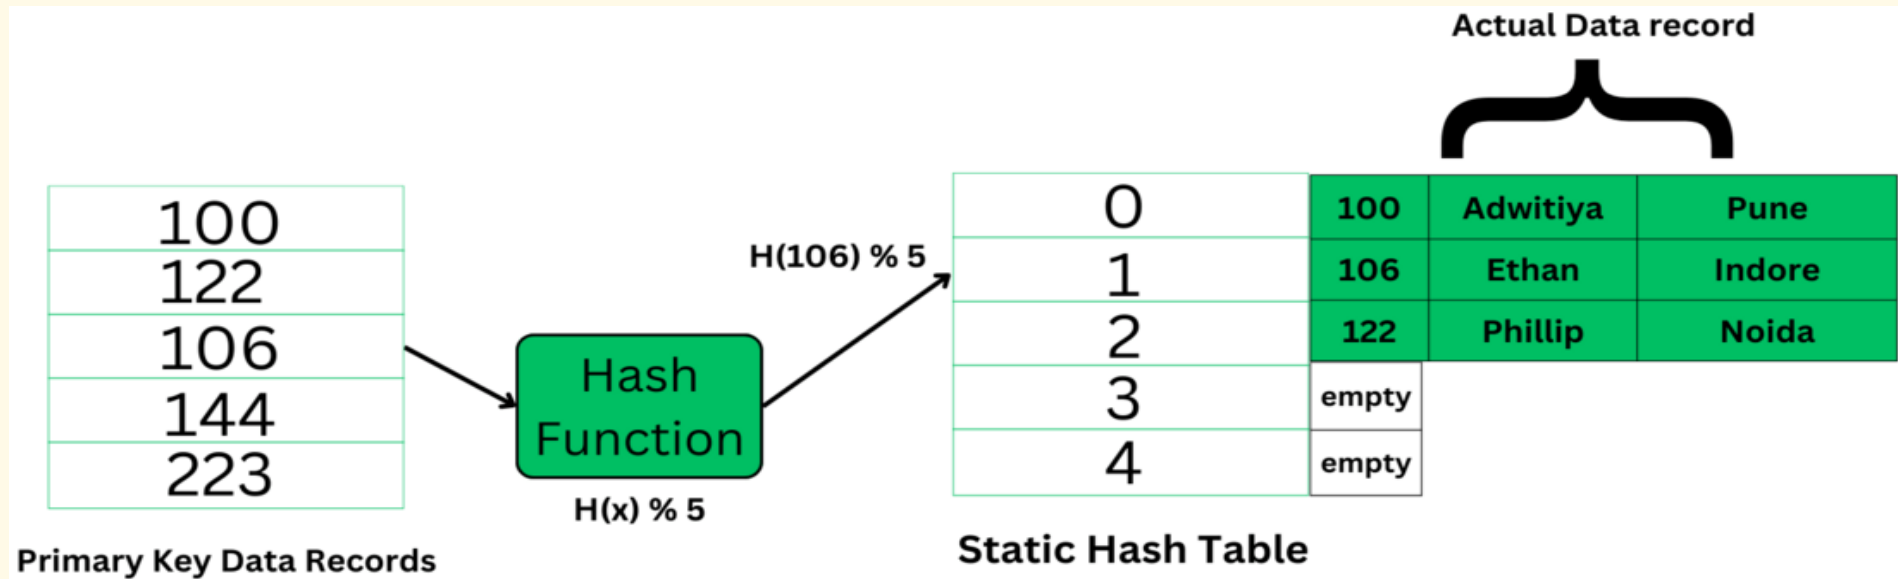 Actual Data record
100
122
106
144
223
Primary Key Data Records
Hash
Function
H(x) % 5
H(106) % 5
0 100 Adwitiya Pune
1 106 Ethan Indore
2 122 Phillip Noida
3 empty
4 empty
Static Hash Table